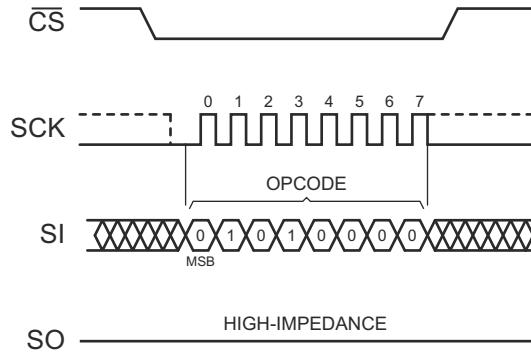 C̅S̅
0 1 2 3 4 5 6 7
SCK
OPCODE
SI 0 1 0 1 0 0 0 0
MSB
HIGH-IMPEDANCE
SO